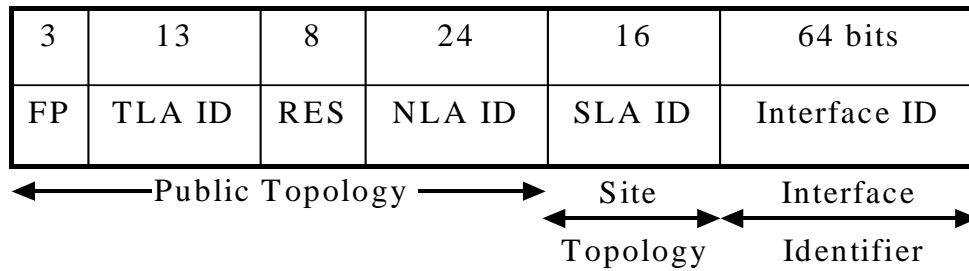 3 13 8 24 16 64 bits
FP TLA ID RES NLA ID SLA ID Interface ID
Public Topology Site Interface
Topology Identifier